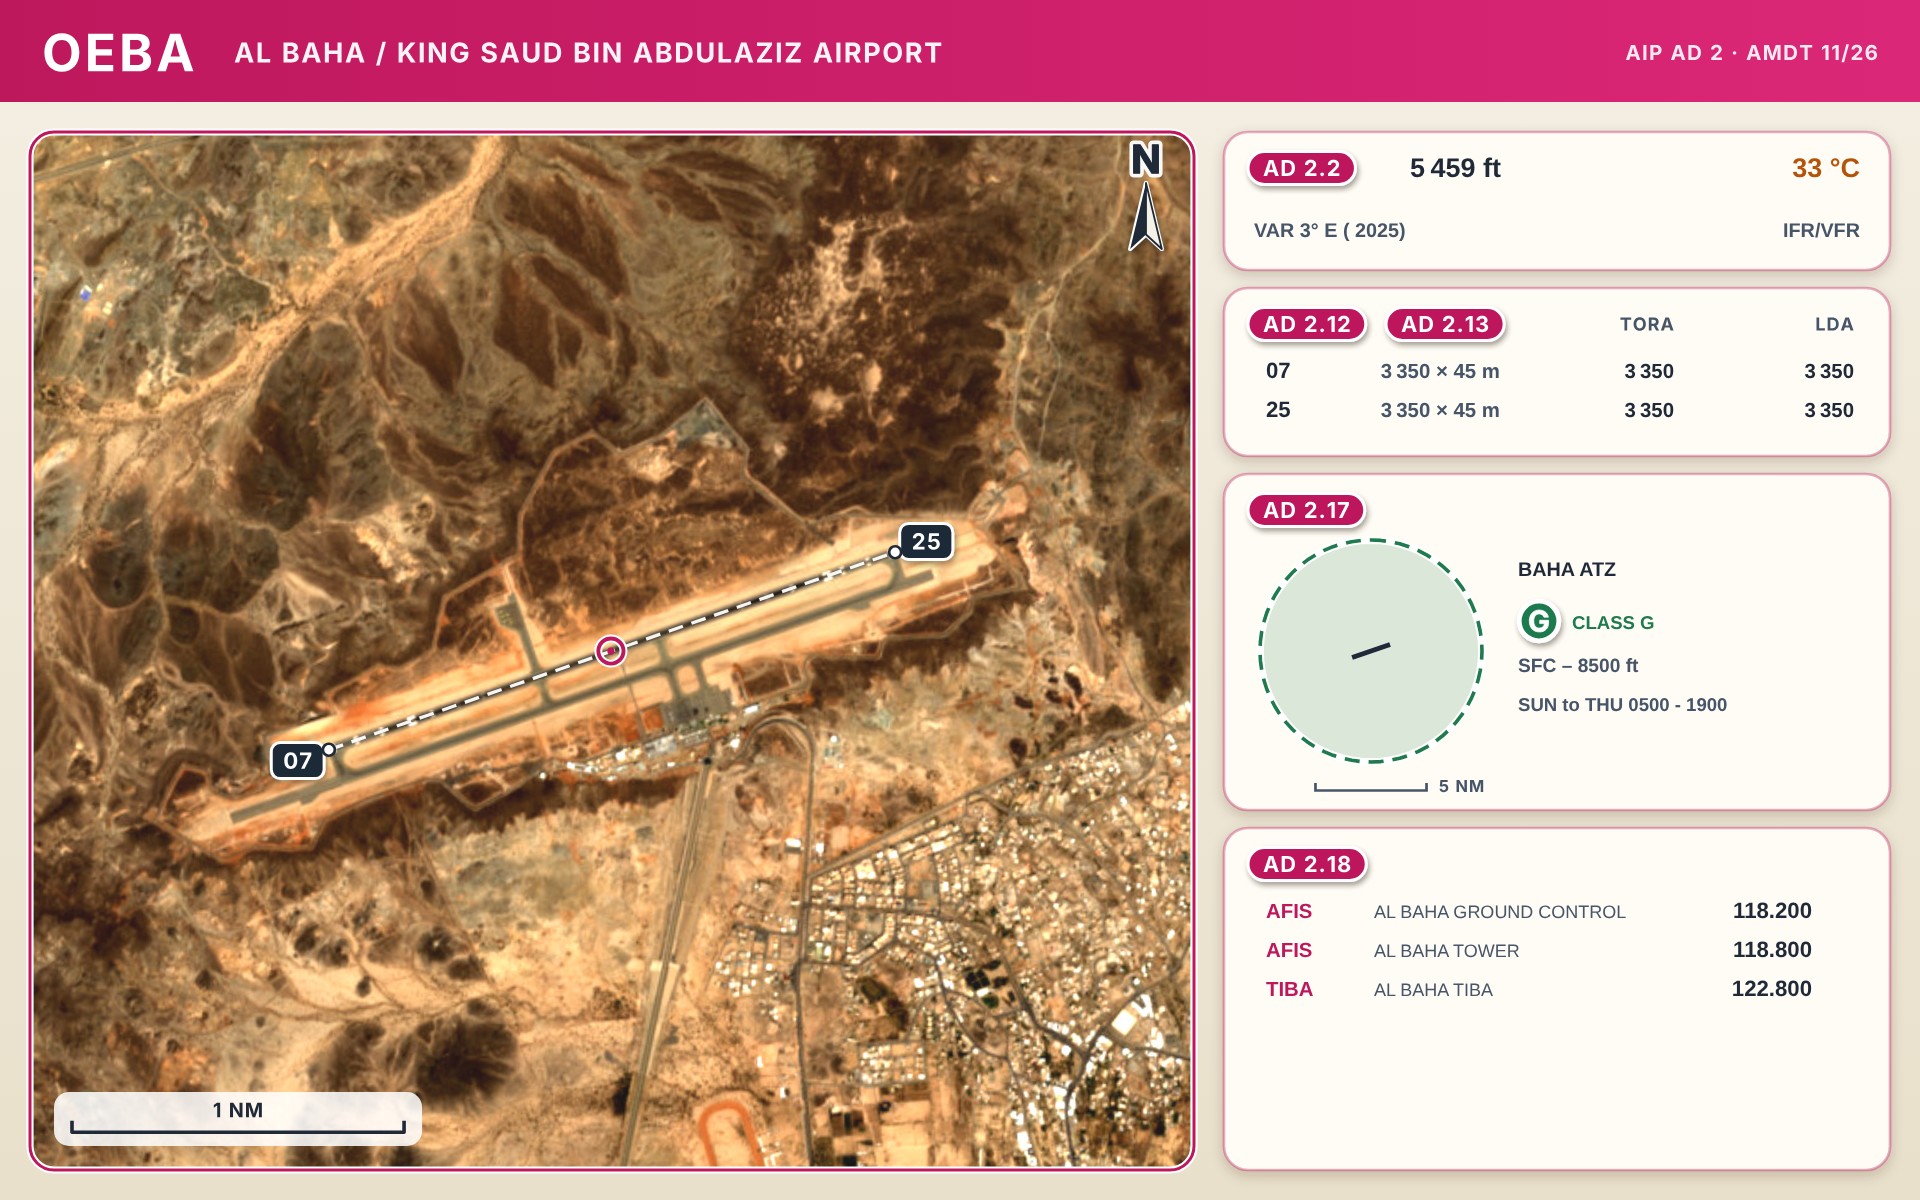 OEBA AL BAHA / KING SAUD BIN ABDULAZIZ AIRPORT AIP AD 2 · AMDT 11/26
N
25
07
1 NM
AD 2.2 5 459 ft 33 °C
VAR 3° E ( 2025) IFR/VFR
AD 2.12 AD 2.13 TORA LDA
07 3 350 × 45 m 3 350 3 350
25 3 350 × 45 m 3 350 3 350
AD 2.17
BAHA ATZ
G CLASS G
SFC – 8500 ft
SUN to THU 0500 - 1900
5 NM
AD 2.18
AFIS AL BAHA GROUND CONTROL 118.200
AFIS AL BAHA TOWER 118.800
TIBA AL BAHA TIBA 122.800